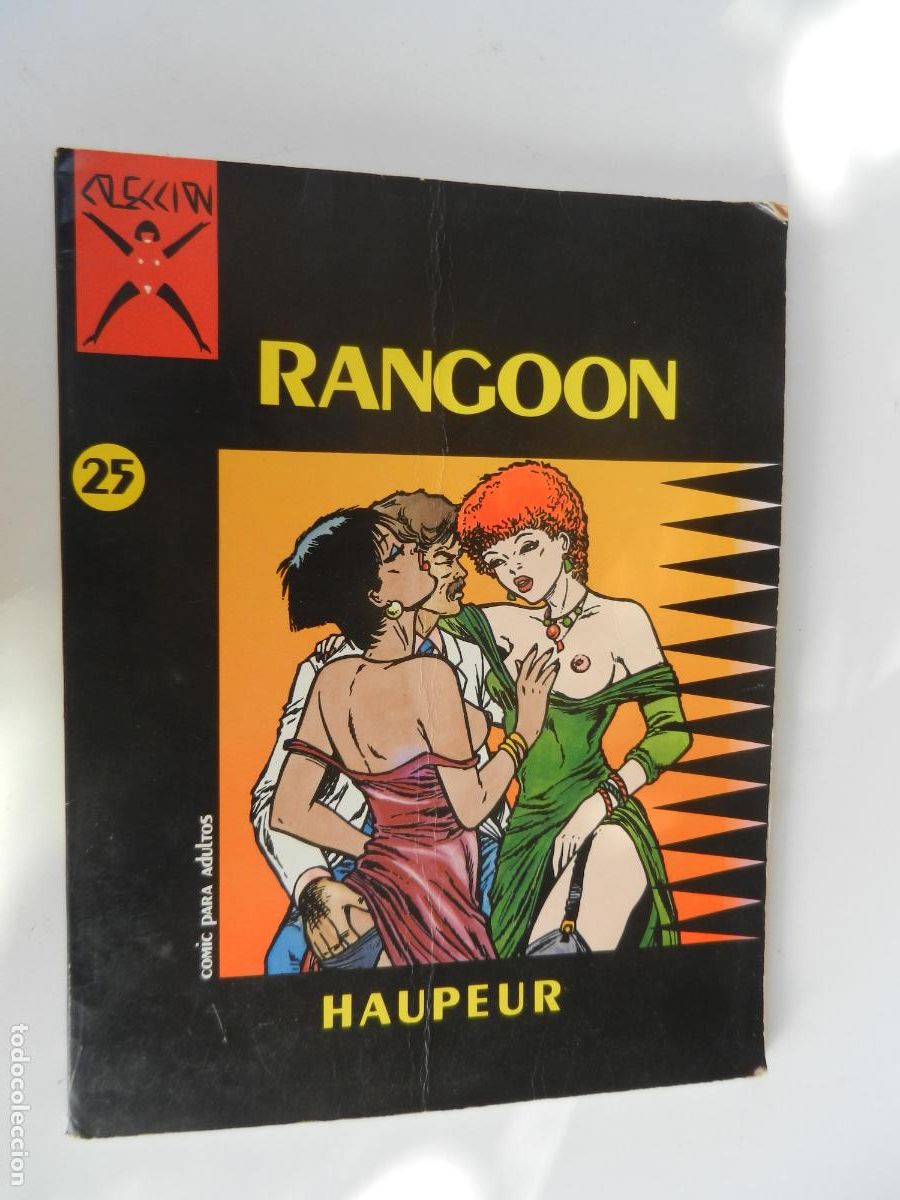 COLECCION
RANGOON
25
COMIC PARA ADULTOS
HAUPEUR
todocoleccion